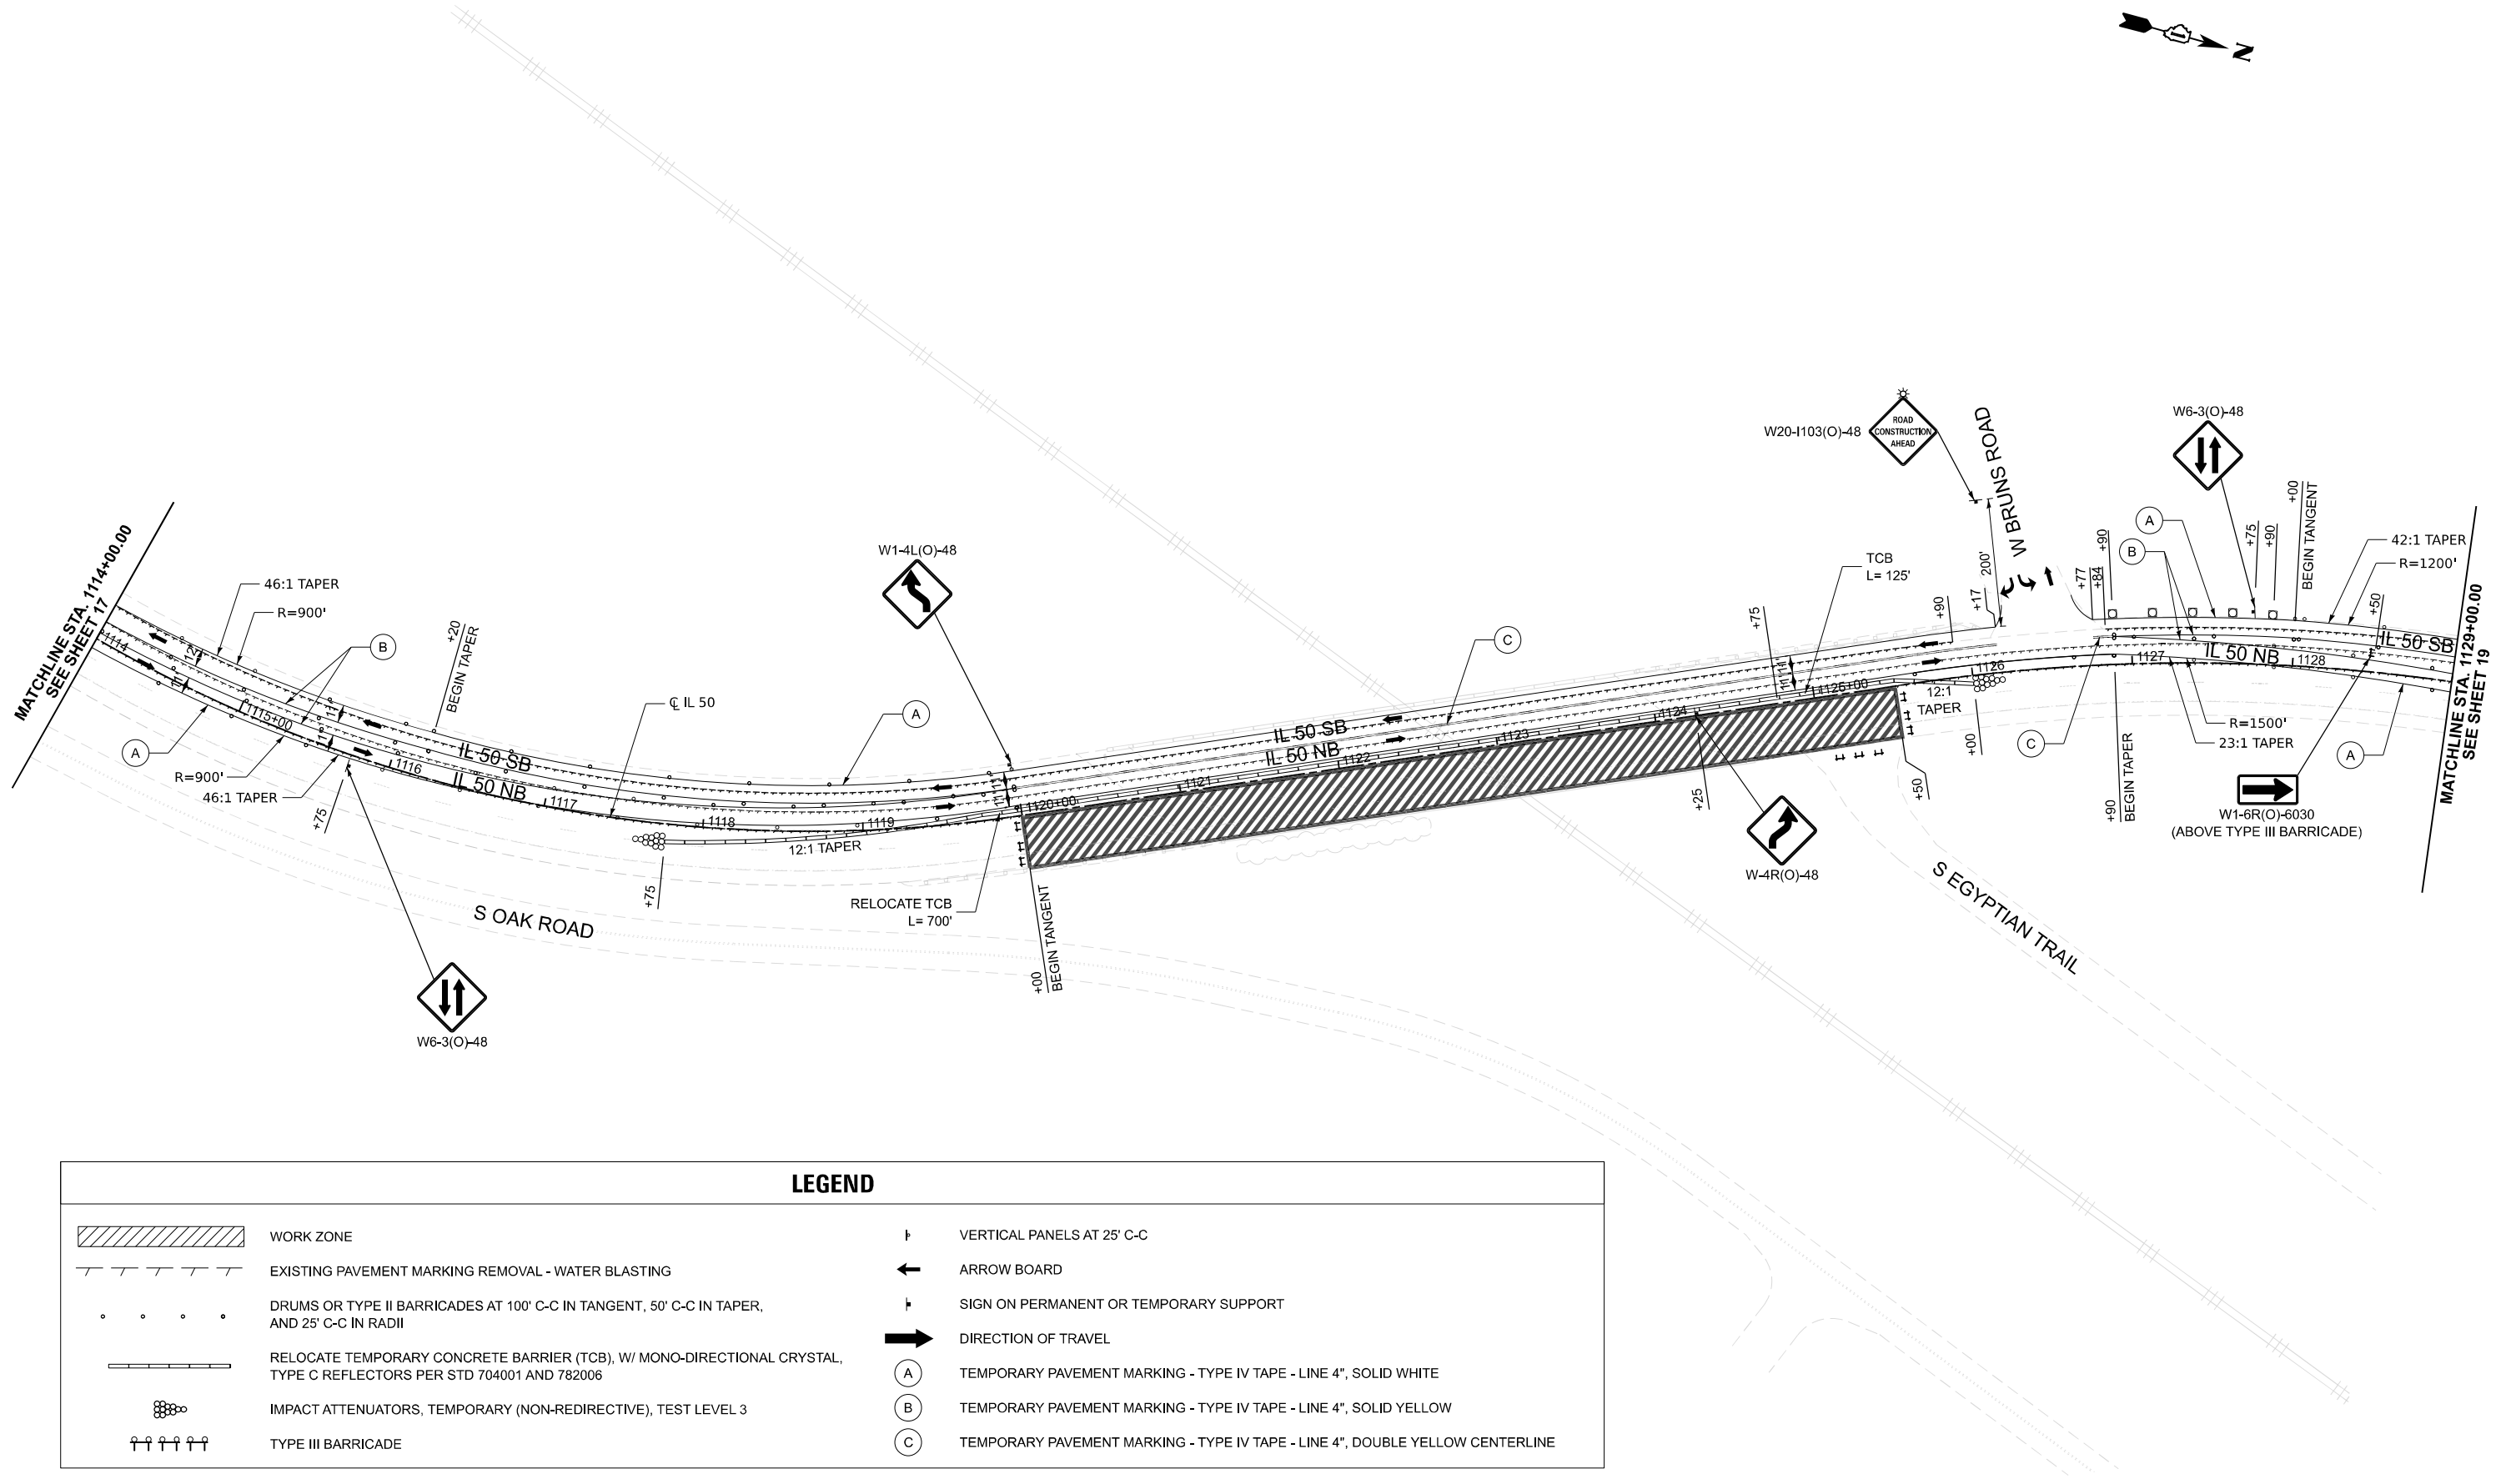 N
MATCHLINE STA. 1114+00.00
SEE SHEET 17
46:1 TAPER
R=900'
B
+20
BEGIN TAPER
1114
12'
11'
1115+00
A
R=900'
46:1 TAPER
11'
11'
1116
+75
IL 50 SB
IL 50 NB
1117
℄ IL 50
1118
1119
12:1 TAPER
+75
S OAK ROAD
W6-3(O)-48
A
W1-4L(O)-48
11'
11'
1120+00
RELOCATE TCB
L= 700'
+00
BEGIN TANGENT
1121
IL 50 SB
IL 50 NB
1122
1123
1124
C
+25
W-4R(O)-48
+75
TCB
L= 125'
11'
11'
1125+00
+90
+17
200'
W20-I103(O)-48
ROAD
CONSTRUCTION
AHEAD
W BRUNS ROAD
12:1
TAPER
1126
+00
+50
S EGYPTIAN TRAIL
C
+77
+84
+90
+90
BEGIN TAPER
A
B
W6-3(O)-48
+75
+90
+00
BEGIN TANGENT
42:1 TAPER
R=1200'
+50
IL 50 SB
IL 50 NB
1127
1128
R=1500'
23:1 TAPER
A
W1-6R(O)-6030
(ABOVE TYPE III BARRICADE)
MATCHLINE STA. 1129+00.00
SEE SHEET 19
LEGEND
WORK ZONE
EXISTING PAVEMENT MARKING REMOVAL - WATER BLASTING
DRUMS OR TYPE II BARRICADES AT 100' C-C IN TANGENT, 50' C-C IN TAPER,
AND 25' C-C IN RADII
RELOCATE TEMPORARY CONCRETE BARRIER (TCB), W/ MONO-DIRECTIONAL CRYSTAL,
TYPE C REFLECTORS PER STD 704001 AND 782006
IMPACT ATTENUATORS, TEMPORARY (NON-REDIRECTIVE), TEST LEVEL 3
TYPE III BARRICADE
VERTICAL PANELS AT 25' C-C
ARROW BOARD
SIGN ON PERMANENT OR TEMPORARY SUPPORT
DIRECTION OF TRAVEL
A TEMPORARY PAVEMENT MARKING - TYPE IV TAPE - LINE 4", SOLID WHITE
B TEMPORARY PAVEMENT MARKING - TYPE IV TAPE - LINE 4", SOLID YELLOW
C TEMPORARY PAVEMENT MARKING - TYPE IV TAPE - LINE 4", DOUBLE YELLOW CENTERLINE